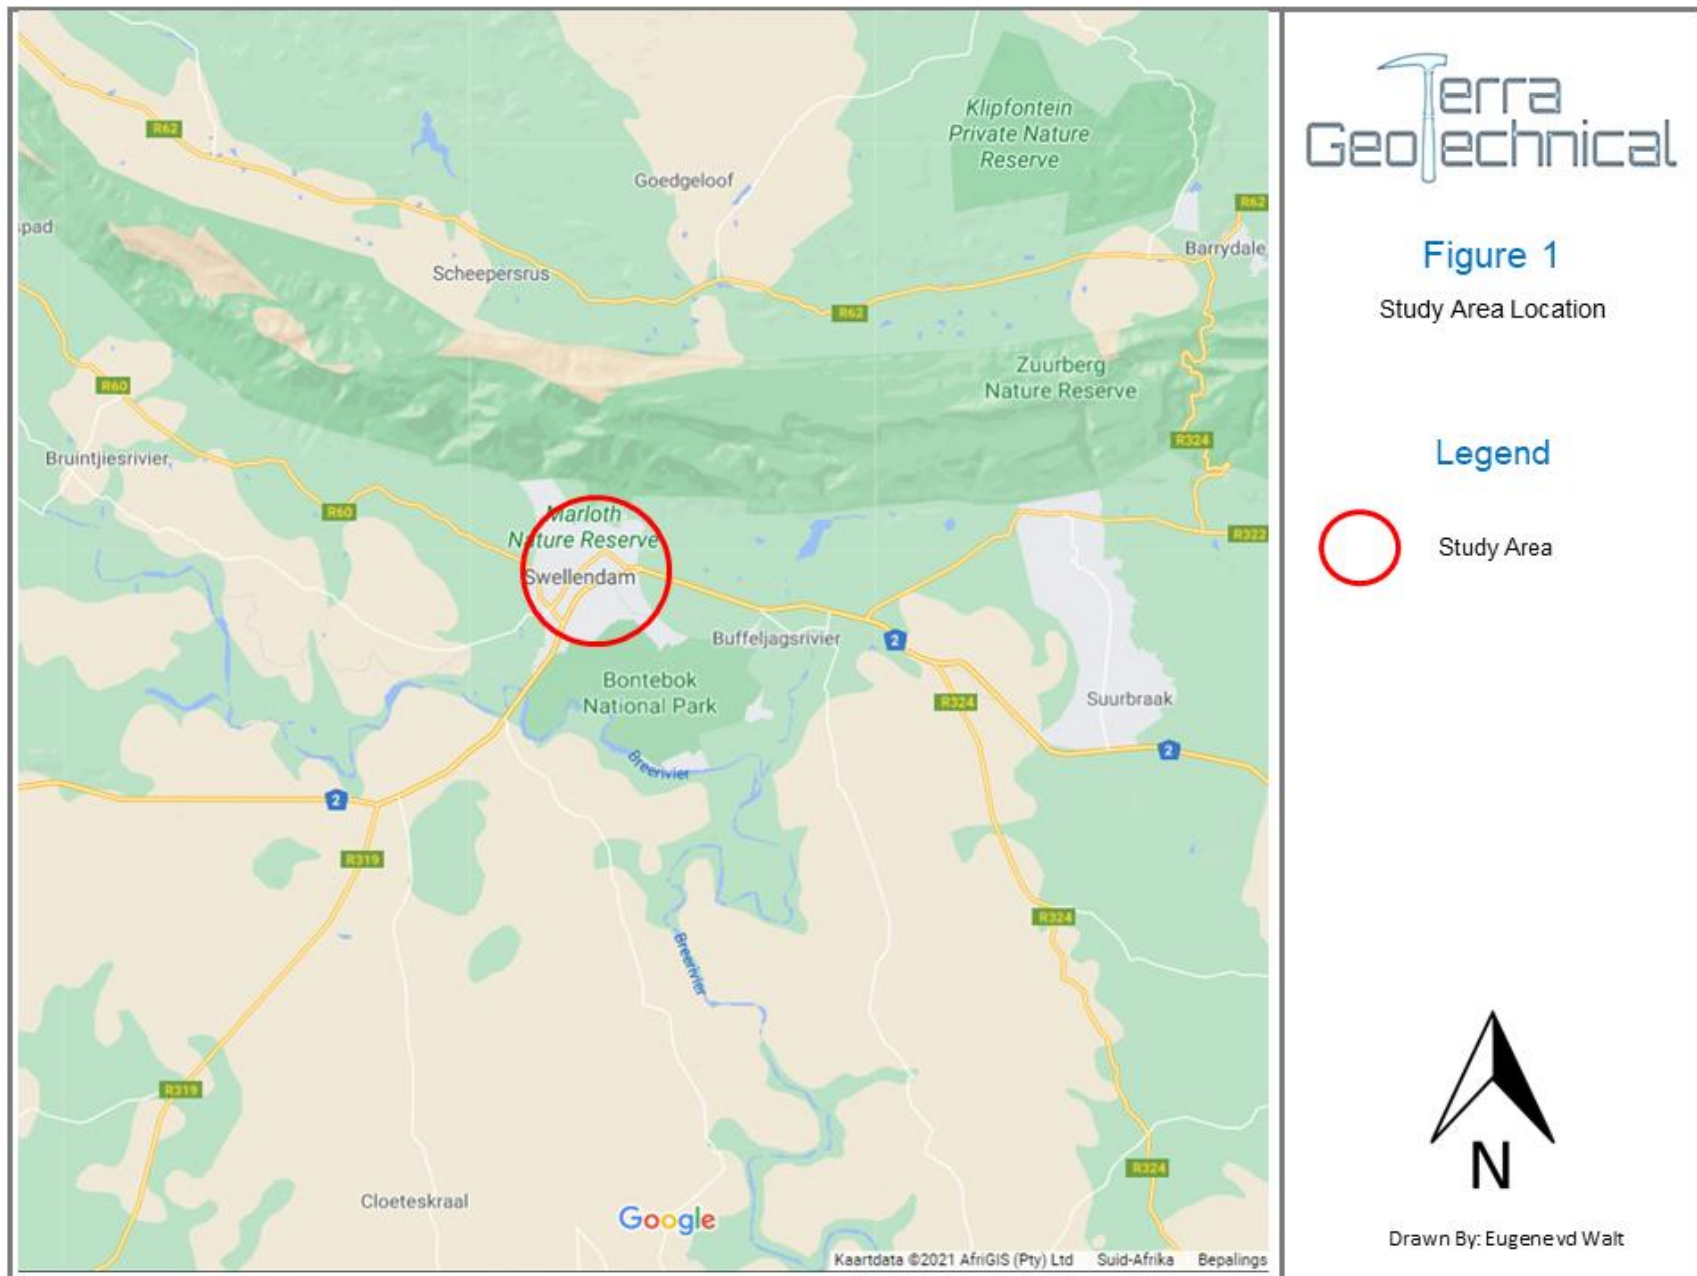 Klipfontein
Private Nature
Reserve
R62
Goedgeloof
R62
spad
Barrydale
Scheepersrus
R62
Zuurberg
Nature Reserve
R60
R324
Bruintjiesrivier
R60
Marloth
Nature Reserve
R322
Swellendam
Buffeljagsrivier
2
Bontebok
National Park
R324
Suurbraak
2
Breerivier
2
R319
R324
Breerivier
R319
R324
Cloeteskraal
Google
Kaartdata ©2021 AfriGIS (Pty) Ltd Suid-Afrika Bepalings
Terra
GeoTechnical
Figure 1
Study Area Location
Legend
Study Area
N
Drawn By: Eugenevd Walt